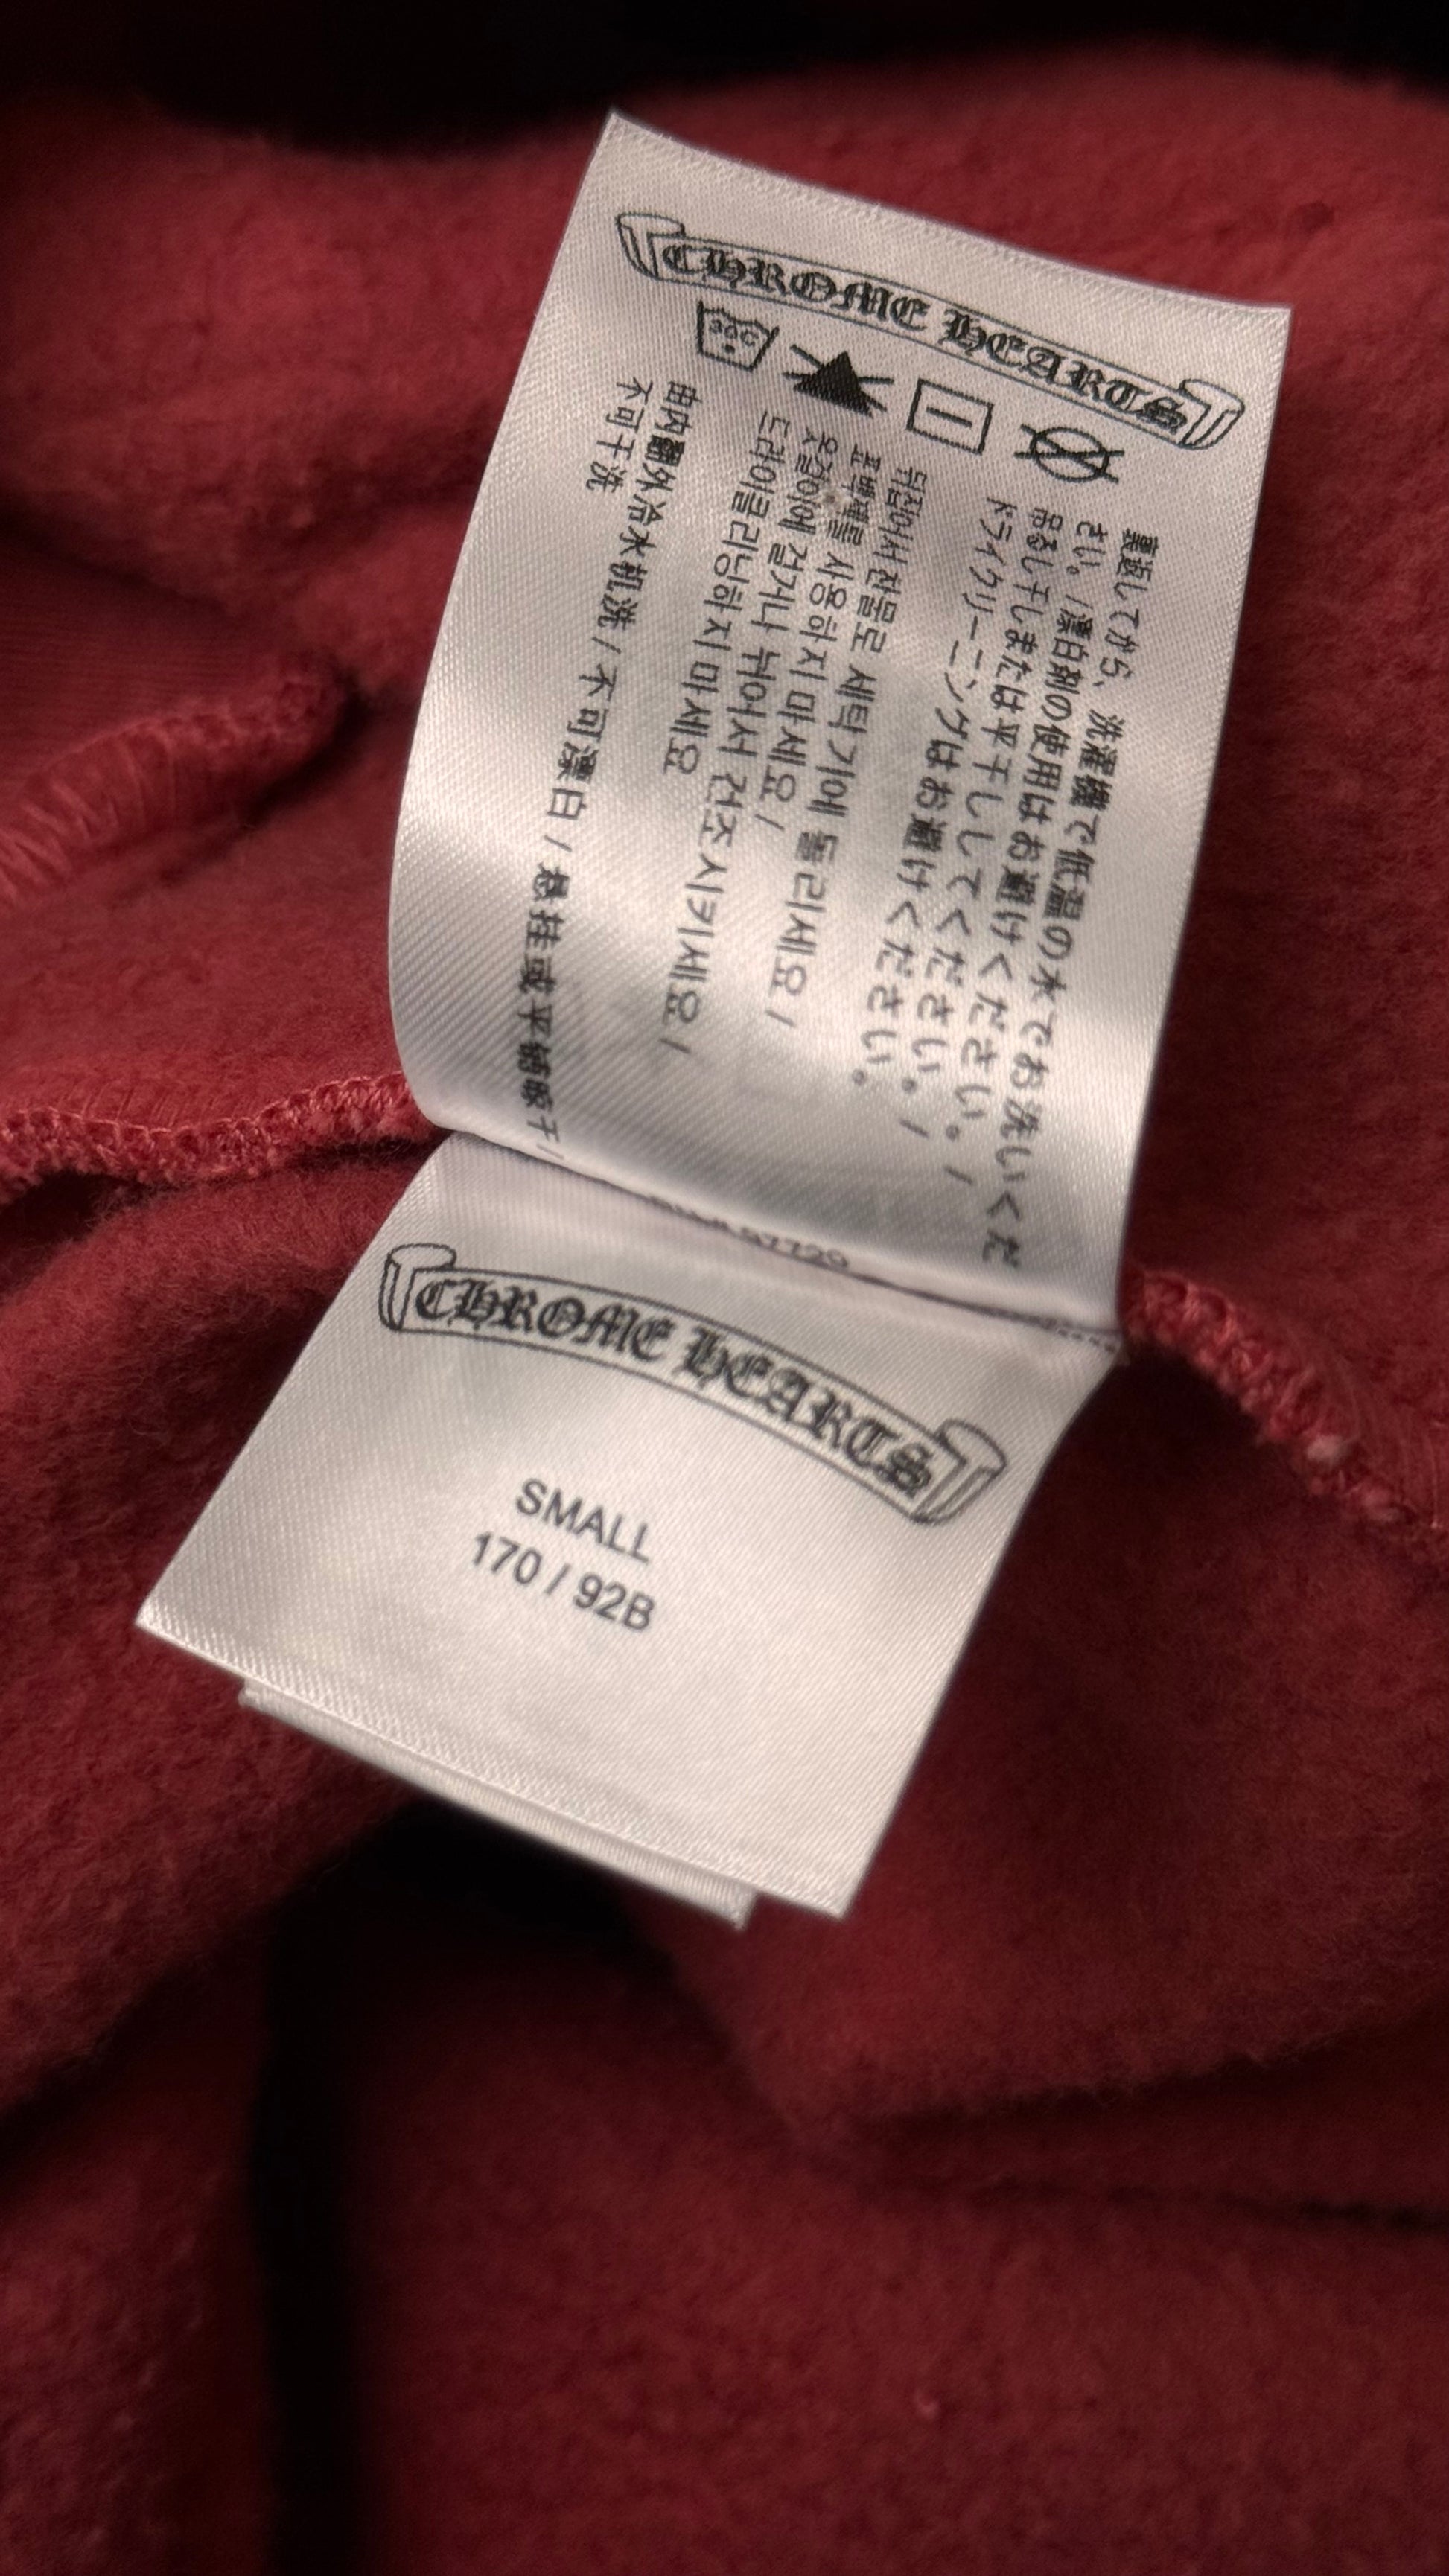 CHROME HEARTS
30C
裏返してから、洗濯機で低温の水でお洗いくだ
さい。/漂白剤の使用はお避けください。/
吊るし干しまたは平干ししてください。/
ドライクリーニングはお避けください。
뒤집어서 찬물로 세탁기에 돌리세요 /
표백제를 사용하지 마세요 /
옷걸이에 걸거나 뉘어서 건조시키세요 /
드라이클리닝하지 마세요
由内翻外冷水机洗 / 不可漂白 / 悬挂或平铺晾干 /
不可干洗
97729
CHROME HEARTS
SMALL
170 / 92B